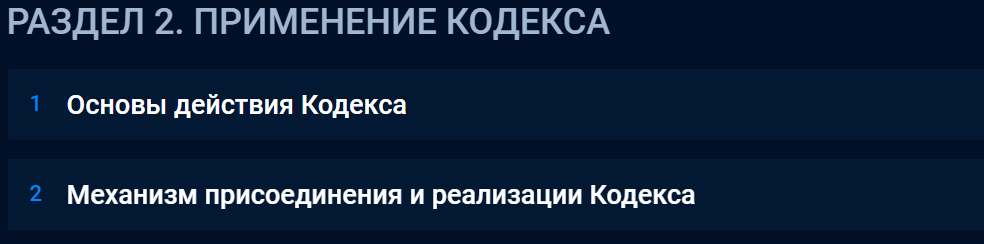 РАЗДЕЛ 2. ПРИМЕНЕНИЕ КОДЕКСА
1 Основы действия Кодекса
2 Механизм присоединения и реализации Кодекса